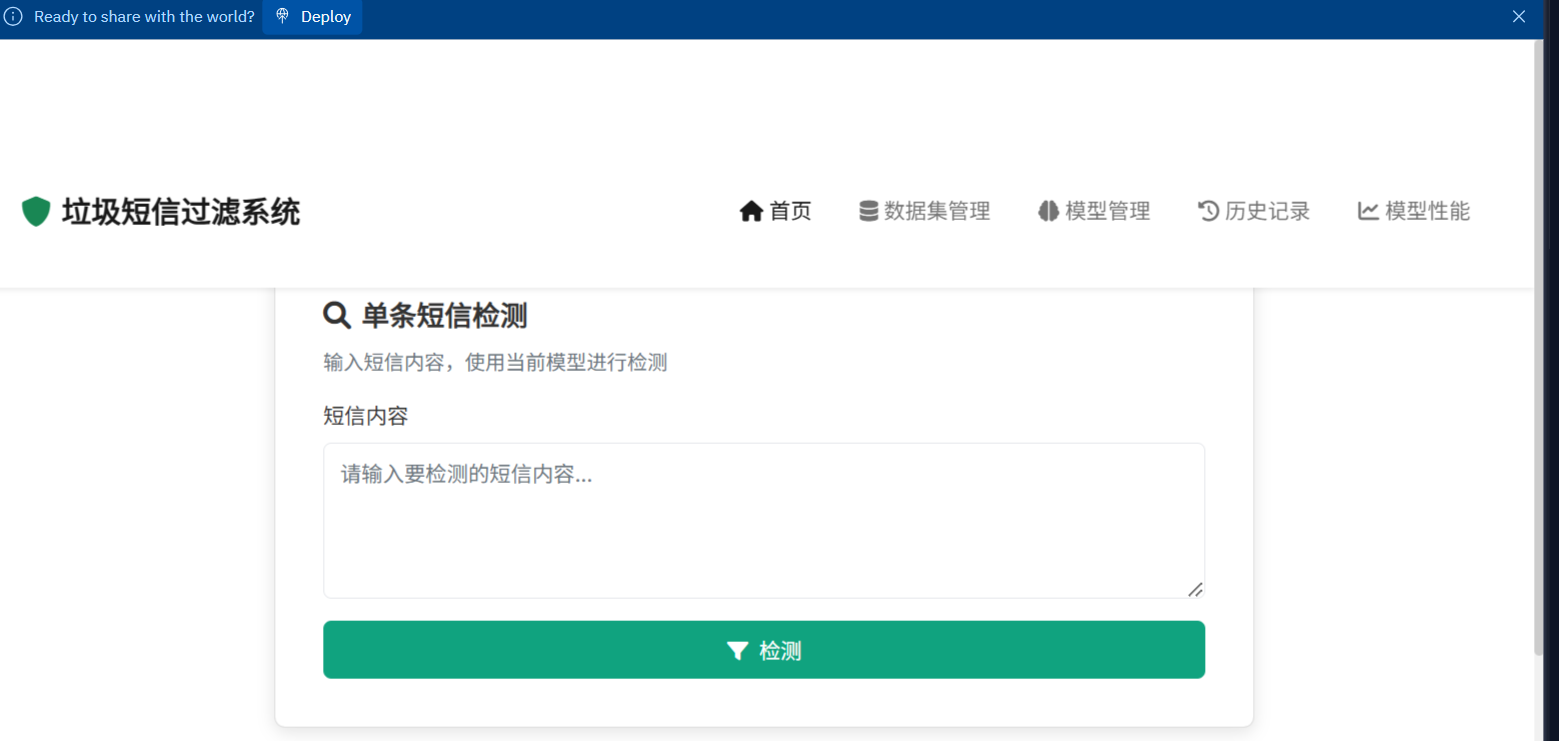 Ready to share with the world? Deploy
垃圾短信过滤系统 首页 数据集管理 模型管理 历史记录 模型性能
单条短信检测
输入短信内容，使用当前模型进行检测
短信内容
请输入要检测的短信内容...
检测